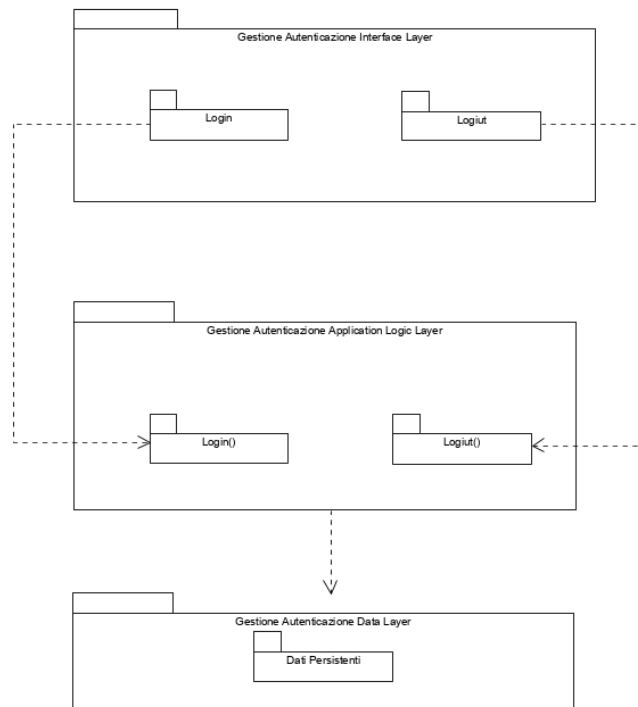 Gestione Autenticazione Interface Layer
Login
Logiut
Gestione Autenticazione Application Logic Layer
Login()
Logiut()
Gestione Autenticazione Data Layer
Dati Persistenti